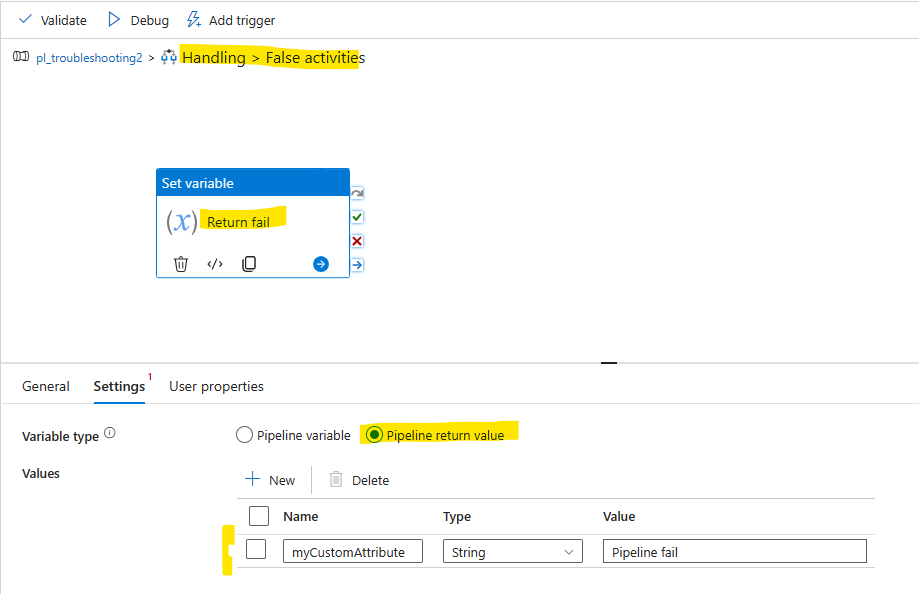 Validate Debug Add trigger
pl_troubleshooting2 > Handling > False activities
Set variable
(x) Return fail
</>
General Settings 1 User properties
Variable type Pipeline variable Pipeline return value
Values
New Delete
Name Type Value
myCustomAttribute String Pipeline fail